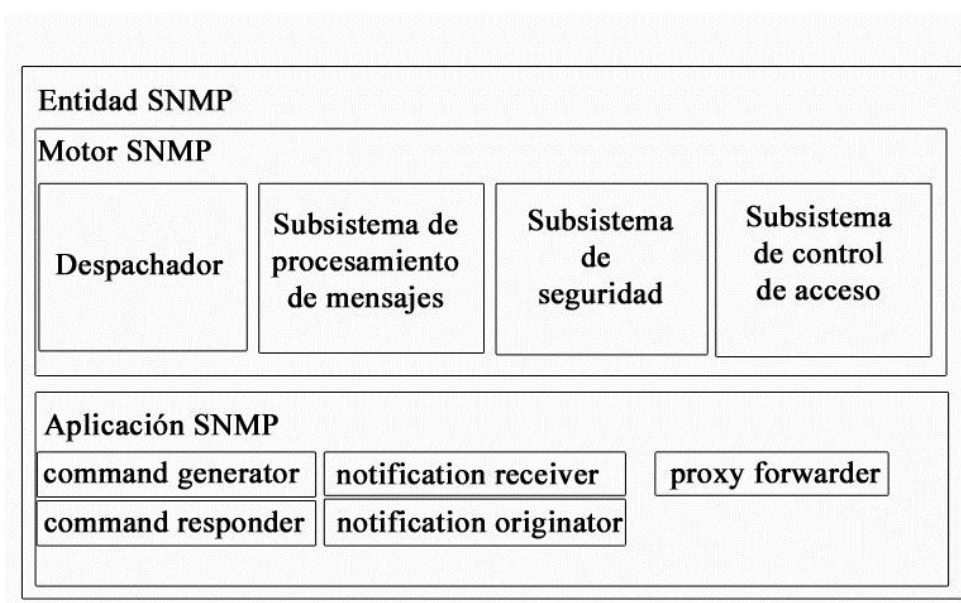 Entidad SNMP
Motor SNMP
Despachador
Subsistema de
procesamiento
de mensajes
Subsistema
de
seguridad
Subsistema
de control
de acceso
Aplicación SNMP
command generator
notification receiver
proxy forwarder
command responder
notification originator